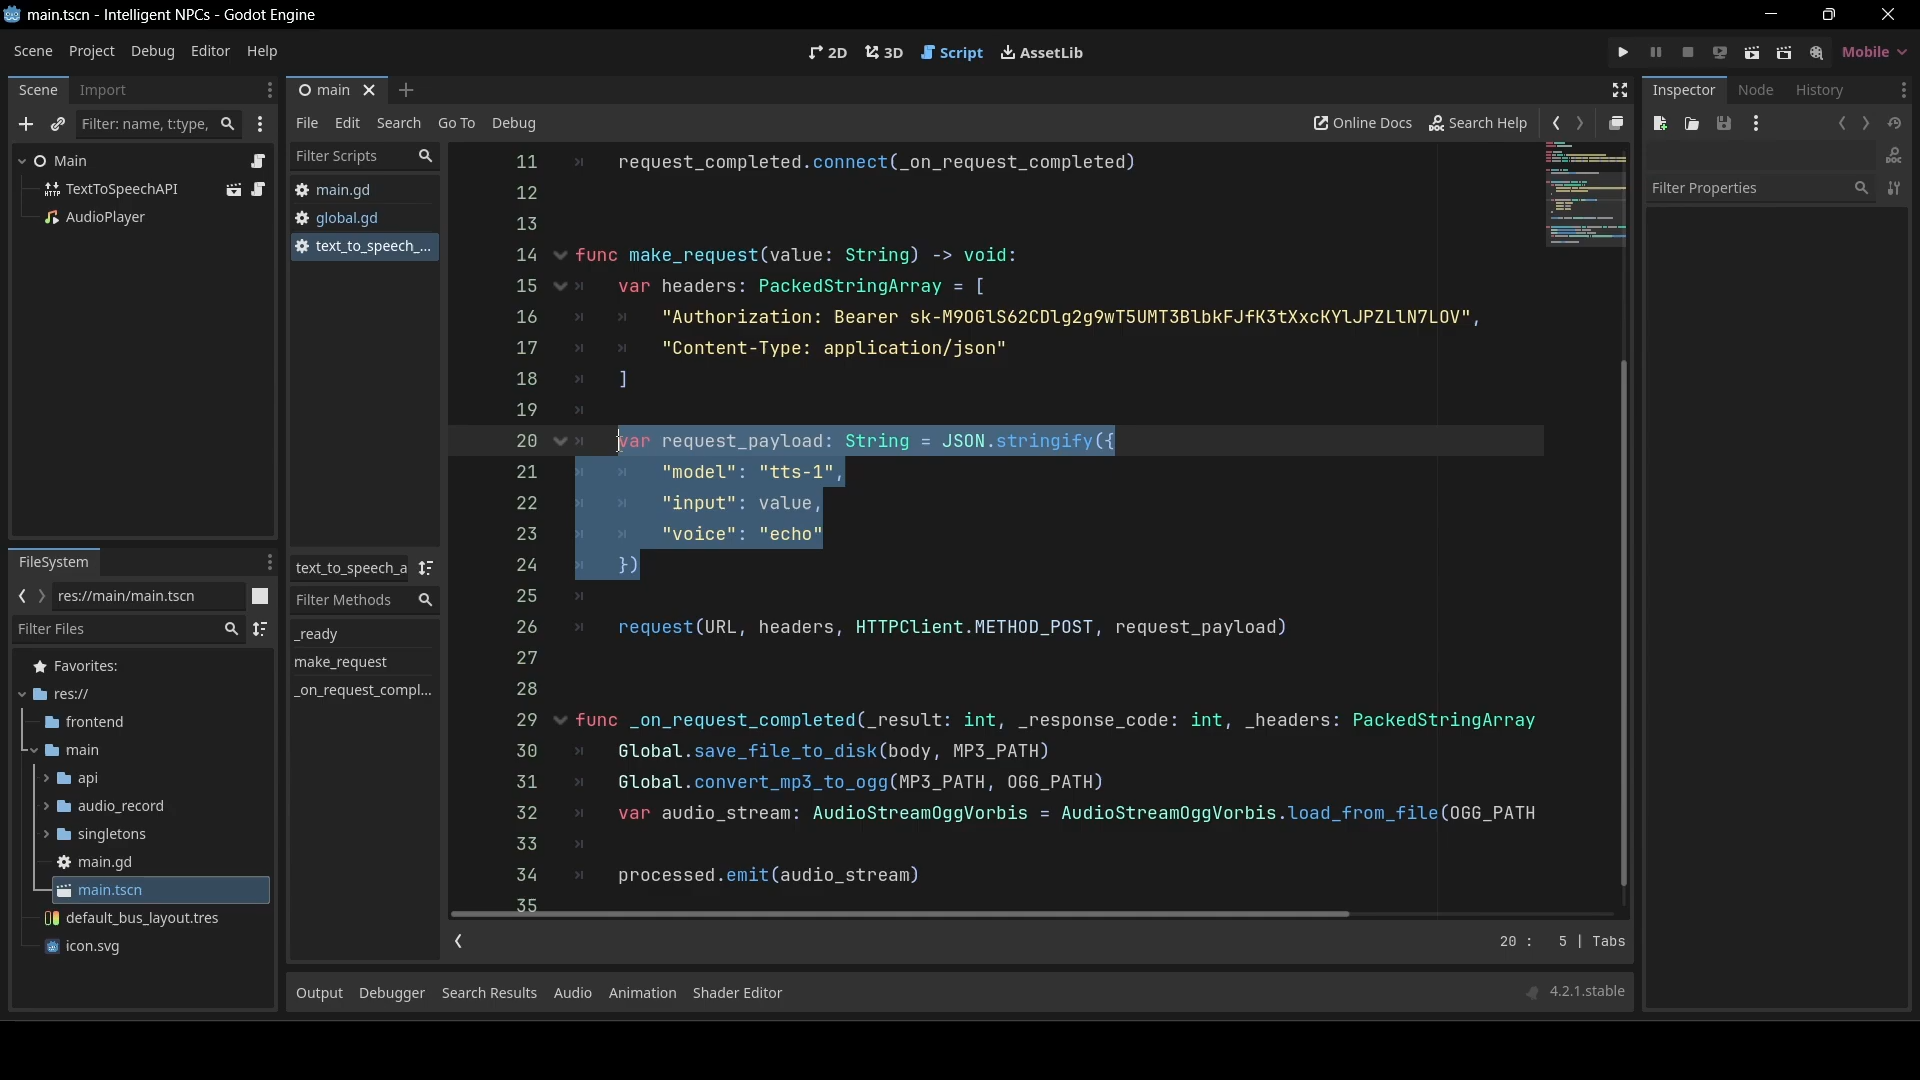 main.tscn - Intelligent NPCs - Godot Engine
Scene Project Debug Editor Help
2D 3D Script AssetLib
Mobile
Scene Import
Filter: name, t:type,
Main
TextToSpeechAPI
AudioPlayer
FileSystem
res://main/main.tscn
Filter Files
Favorites:
res://
frontend
main
api
audio_record
singletons
main.gd
main.tscn
default_bus_layout.tres
icon.svg
main
File Edit Search Go To Debug
Online Docs Search Help
Filter Scripts
main.gd
global.gd
text_to_speech_...
text_to_speech_a
Filter Methods
_ready
make_request
_on_request_compl...
11 request_completed.connect(_on_request_completed)
12
13
14 func make_request(value: String) -> void:
15 var headers: PackedStringArray = [
16 "Authorization: Bearer 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",
17 "Content-Type: application/json"
18 ]
19
20 var request_payload: String = JSON.stringify({
21 "model": "tts-1",
22 "input": value,
23 "voice": "echo"
24 })
25
26 request(URL, headers, HTTPClient.METHOD_POST, request_payload)
27
28
29 func _on_request_completed(_result: int, _response_code: int, _headers: PackedStringArray
30 Global.save_file_to_disk(body, MP3_PATH)
31 Global.convert_mp3_to_ogg(MP3_PATH, OGG_PATH)
32 var audio_stream: AudioStreamOggVorbis = AudioStreamOggVorbis.load_from_file(OGG_PATH
33
34 processed.emit(audio_stream)
35
20 : 5 | Tabs
Output Debugger Search Results Audio Animation Shader Editor
4.2.1.stable
Inspector Node History
Filter Properties